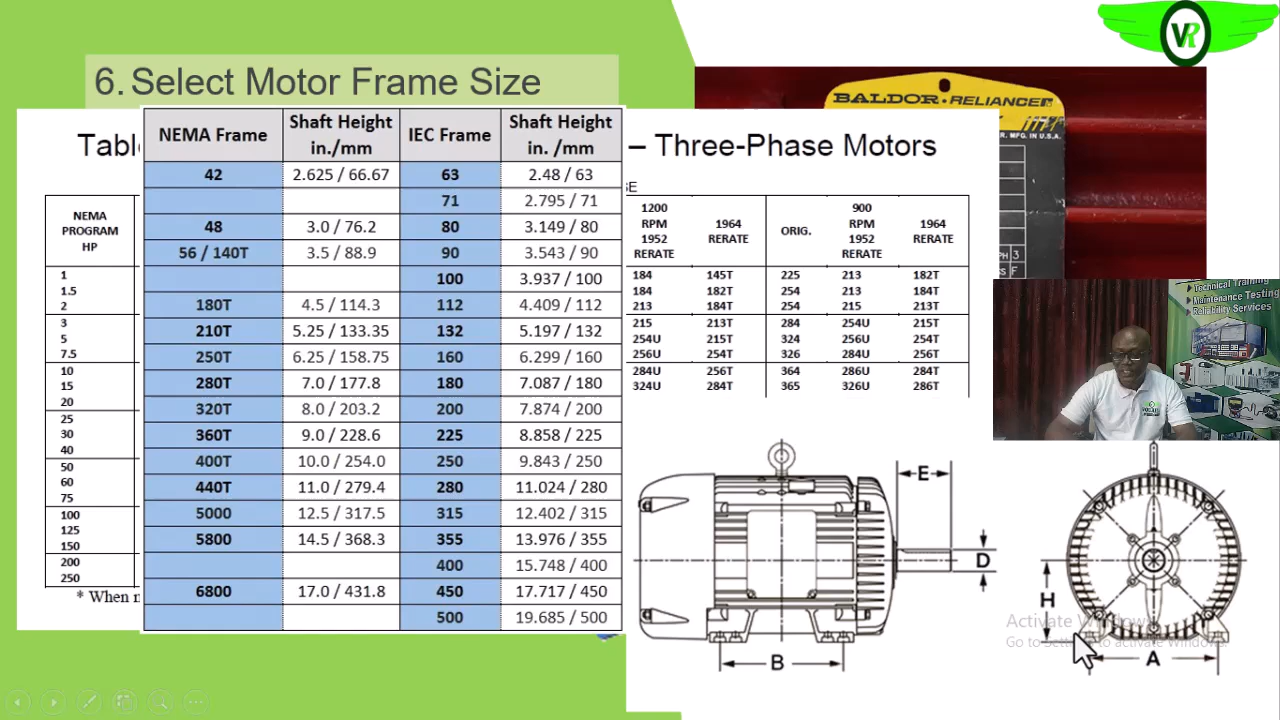 VR
6. Select Motor Frame Size
BALDOR•RELIANCE
R. MFG. IN U.S.A.
PH 3
SS F
– Three-Phase Motors
NEMA Frame Shaft Height in./mm IEC Frame Shaft Height in. /mm
42 2.625 / 66.67 63 2.48 / 63
71 2.795 / 71
48 3.0 / 76.2 80 3.149 / 80
56 / 140T 3.5 / 88.9 90 3.543 / 90
100 3.937 / 100
180T 4.5 / 114.3 112 4.409 / 112
210T 5.25 / 133.35 132 5.197 / 132
250T 6.25 / 158.75 160 6.299 / 160
280T 7.0 / 177.8 180 7.087 / 180
320T 8.0 / 203.2 200 7.874 / 200
360T 9.0 / 228.6 225 8.858 / 225
400T 10.0 / 254.0 250 9.843 / 250
440T 11.0 / 279.4 280 11.024 / 280
5000 12.5 / 317.5 315 12.402 / 315
5800 14.5 / 368.3 355 13.976 / 355
400 15.748 / 400
6800 17.0 / 431.8 450 17.717 / 450
500 19.685 / 500
NEMA
PROGRAM
HP
1
1.5
2
3
5
7.5
10
15
20
25
30
40
50
60
75
100
125
150
200
250
* When
1200
RPM
1952
RERATE
1964
RERATE
ORIG.
900
RPM
1952
RERATE
1964
RERATE
184 145T 225 213 182T
184 182T 254 213 184T
213 184T 254 215 213T
215 213T 284 254U 215T
254U 215T 324 256U 254T
256U 254T 326 284U 256T
284U 256T 364 286U 284T
324U 284T 365 326U 286T
Technical Training
Maintenance Testing
Reliability Services
E
D
B
H
A
Activate Windows
Go to Settings to activate Windows.